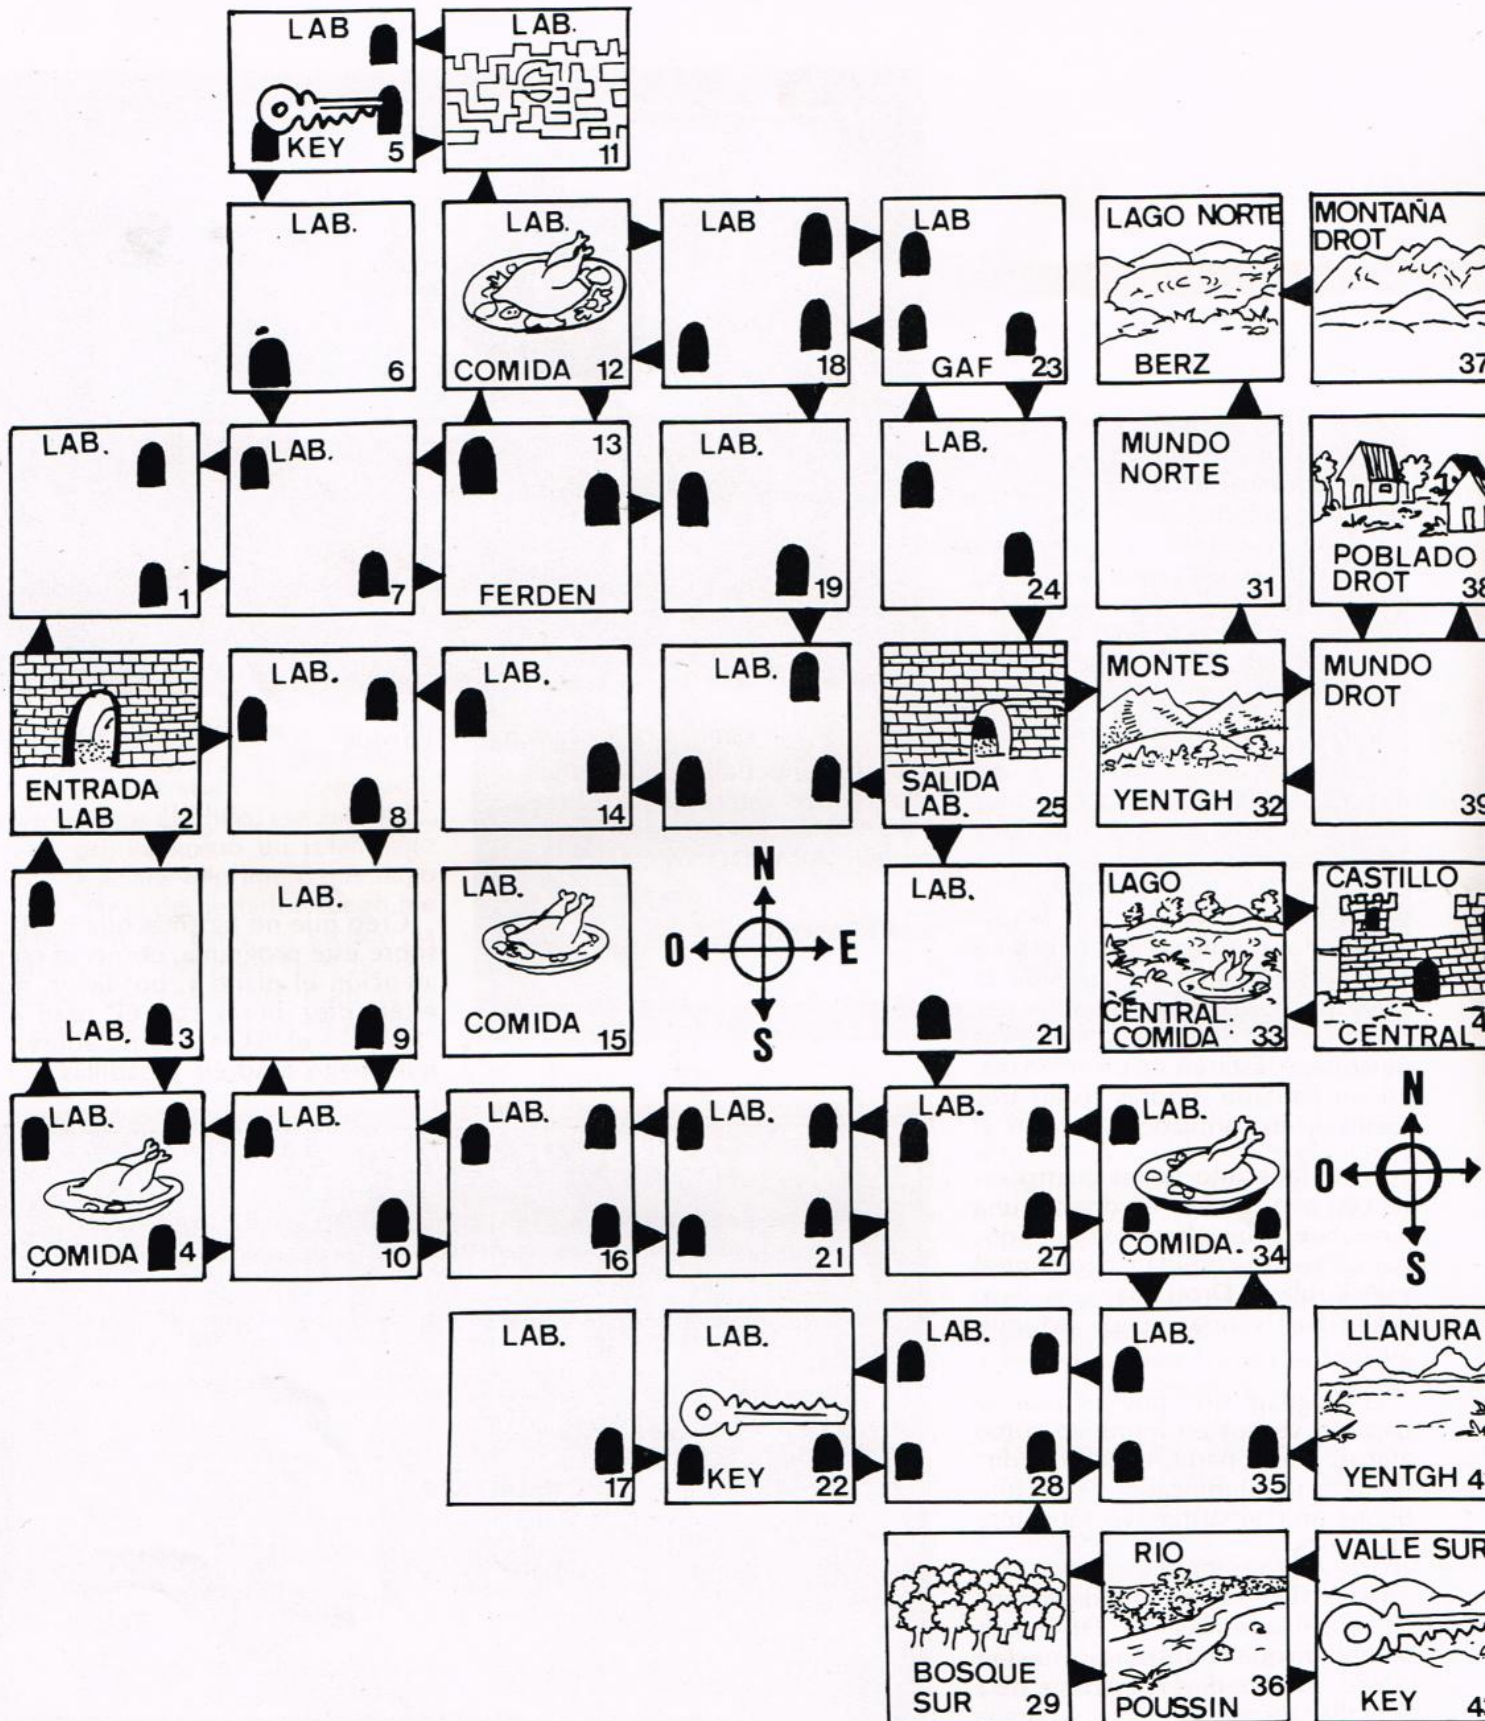 LAB
KEY 5
LAB.
11
LAB.
6
LAB.
COMIDA 12
LAB
18
LAB
GAF 23
LAGO NORTE
BERZ
MONTAÑA
DROT
37
LAB.
1
LAB.
7
13
FERDEN
LAB.
19
LAB.
24
MUNDO
NORTE
31
POBLADO
DROT 38
ENTRADA
LAB 2
LAB.
8
LAB.
14
LAB.
SALIDA
LAB. 25
MONTES
YENTGH 32
MUNDO
DROT
39
LAB. 3
LAB.
9
LAB.
COMIDA 15
N
O E
S
LAB.
21
LAGO
CENTRAL.
COMIDA 33
CASTILLO
CENTRAL 4
LAB.
COMIDA 4
LAB.
10
LAB.
16
LAB.
21
LAB.
27
LAB.
COMIDA. 34
N
O
S
LAB.
17
LAB.
KEY 22
LAB.
28
LAB.
35
LLANURA
YENTGH 4
BOSQUE
SUR 29
RIO
36
POUSSIN
VALLE SUR
KEY 4